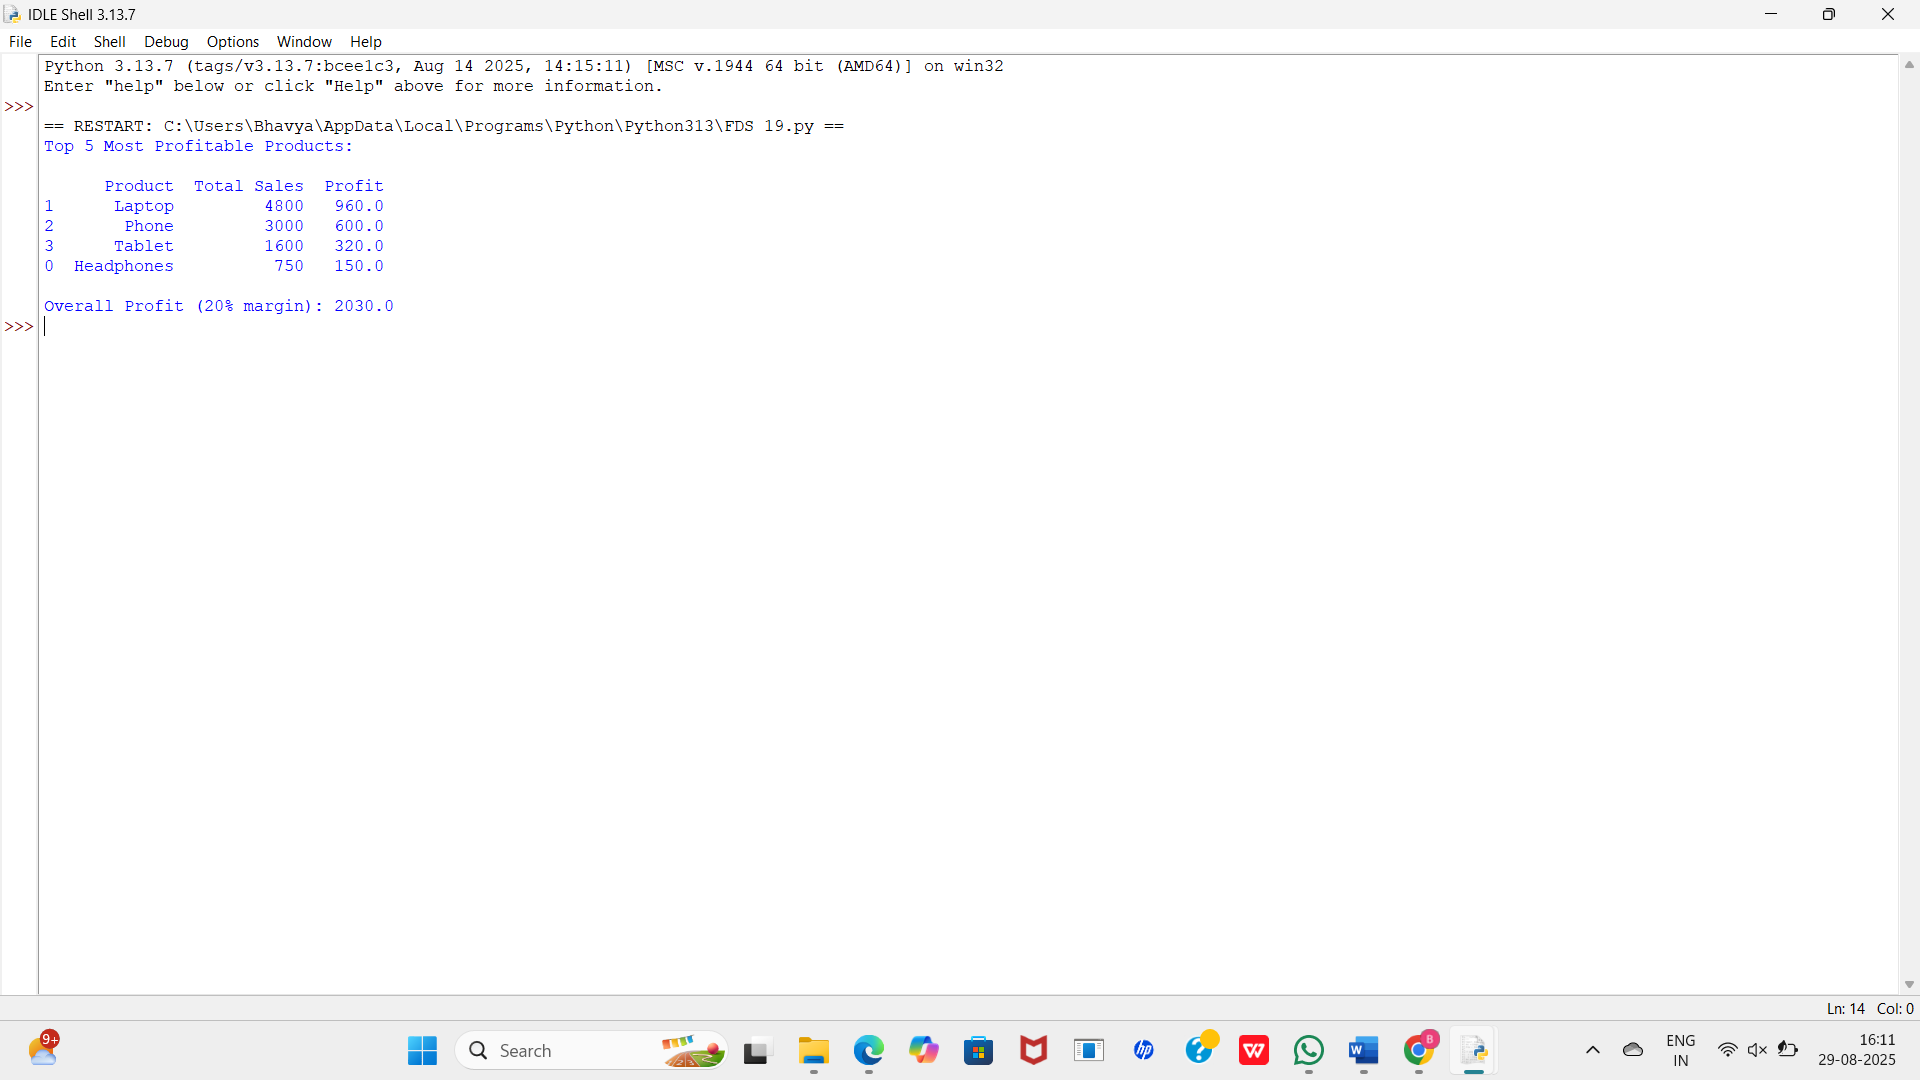 IDLE Shell 3.13.7
File Edit Shell Debug Options Window Help
Python 3.13.7 (tags/v3.13.7:bcee1c3, Aug 14 2025, 14:15:11) [MSC v.1944 64 bit (AMD64)] on win32
Enter "help" below or click "Help" above for more information.
>>>
== RESTART: C:\Users\Bhavya\AppData\Local\Programs\Python\Python313\FDS 19.py ==
Top 5 Most Profitable Products:
Product Total Sales Profit
1 Laptop 4800 960.0
2 Phone 3000 600.0
3 Tablet 1600 320.0
0 Headphones 750 150.0
Overall Profit (20% margin): 2030.0
>>>
Ln: 14 Col: 0
9+
Search
hp
?
W
W
B
ENG
IN
16:11
29-08-2025